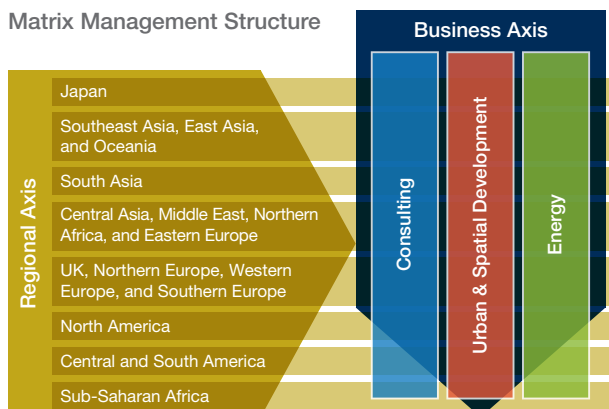 Matrix Management Structure
Business Axis
Regional Axis
Japan
Southeast Asia, East Asia,
and Oceania
South Asia
Central Asia, Middle East, Northern
Africa, and Eastern Europe
UK, Northern Europe, Western
Europe, and Southern Europe
North America
Central and South America
Sub-Saharan Africa
Consulting
Urban & Spatial Development
Energy